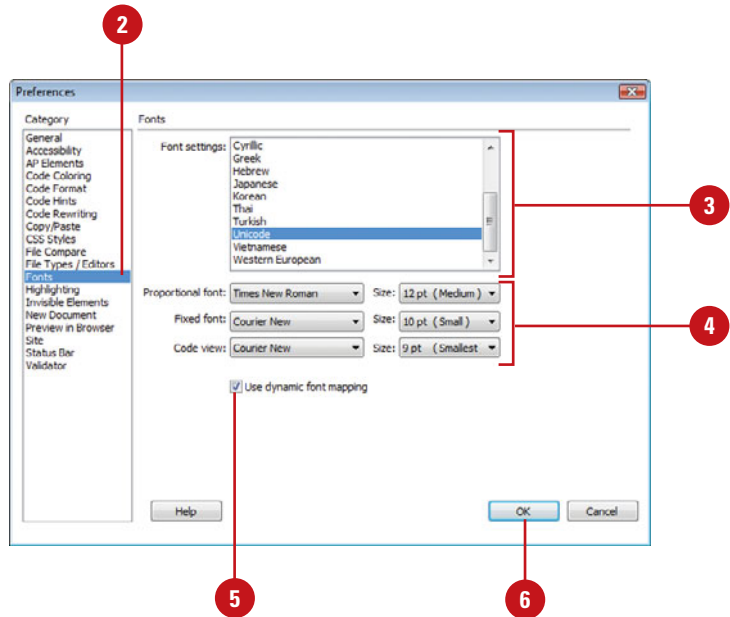 2
Preferences
Category
General
Accessibility
AP Elements
Code Coloring
Code Format
Code Hints
Code Rewriting
Copy/Paste
CSS Styles
File Compare
File Types / Editors
Fonts
Highlighting
Invisible Elements
New Document
Preview in Browser
Site
Status Bar
Validator
Fonts
Font settings:
Cyrillic
Greek
Hebrew
Japanese
Korean
Thai
Turkish
Unicode
Vietnamese
Western European
3
Proportional font: Times New Roman Size: 12 pt (Medium)
Fixed font: Courier New Size: 10 pt (Small)
Code view: Courier New Size: 9 pt (Smallest
4
Use dynamic font mapping
Help OK Cancel
5 6